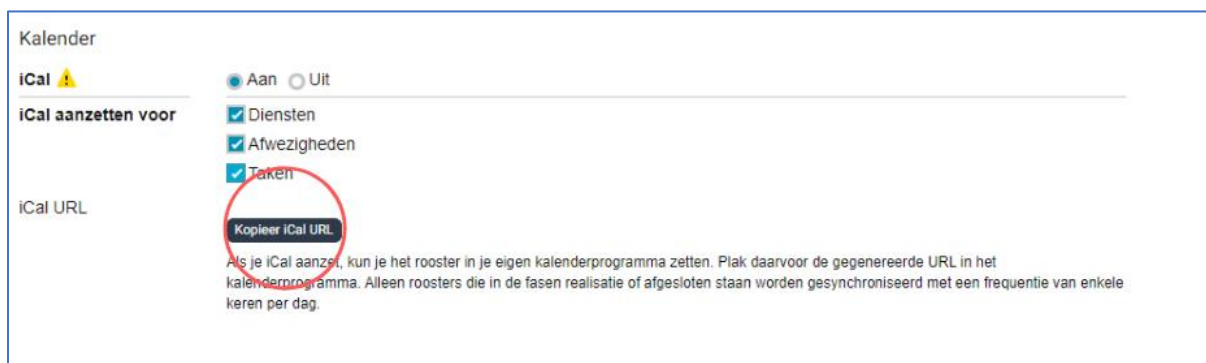 Kalender
iCal
Aan Uit
iCal aanzetten voor
Diensten
Afwezigheden
Taken
iCal URL
Kopieer iCal URL
Als je iCal aanzet, kun je het rooster in je eigen kalenderprogramma zetten. Plak daarvoor de gegenereerde URL in het
kalenderprogramma. Alleen roosters die in de fasen realisatie of afgesloten staan worden gesynchroniseerd met een frequentie van enkele
keren per dag.